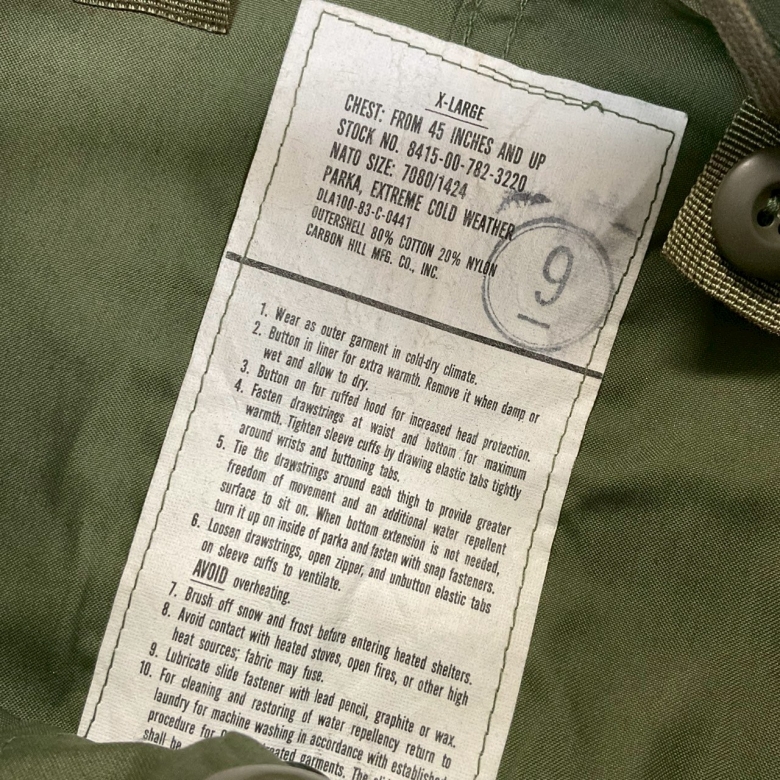 X-LARGE
CHEST: FROM 45 INCHES AND UP
STOCK NO. 8415-00-782-3220
NATO SIZE: 7080/1424
PARKA, EXTREME COLD WEATHER
DLA100-83-C-0441
OUTERSHELL 80% COTTON 20% NYLON
CARBON HILL MFG. CO., INC.
9
1. Wear as outer garment in cold-dry climate.
2. Button in liner for extra warmth. Remove it when damp or
wet and allow to dry.
3. Button on fur ruffed hood for increased head protection.
4. Fasten drawstrings at waist and bottom for maximum
warmth. Tighten sleeve cuffs by drawing elastic tabs tightly
around wrists and buttoning tabs.
5. Tie the drawstrings around each thigh to provide greater
freedom of movement and an additional water repellent
surface to sit on. When bottom extension is not needed,
turn it up on inside of parka and fasten with snap fasteners.
6. Loosen drawstrings, open zipper, and unbutton elastic tabs
on sleeve cuffs to ventilate.
AVOID overheating.
7. Brush off snow and frost before entering heated shelters.
8. Avoid contact with heated stoves, open fires, or other high
heat sources; fabric may fuse.
9. Lubricate slide fastener with lead pencil, graphite or wax.
10. For cleaning and restoring of water repellency return to
laundry for machine washing in accordance with established
procedure for garments. The
shall be